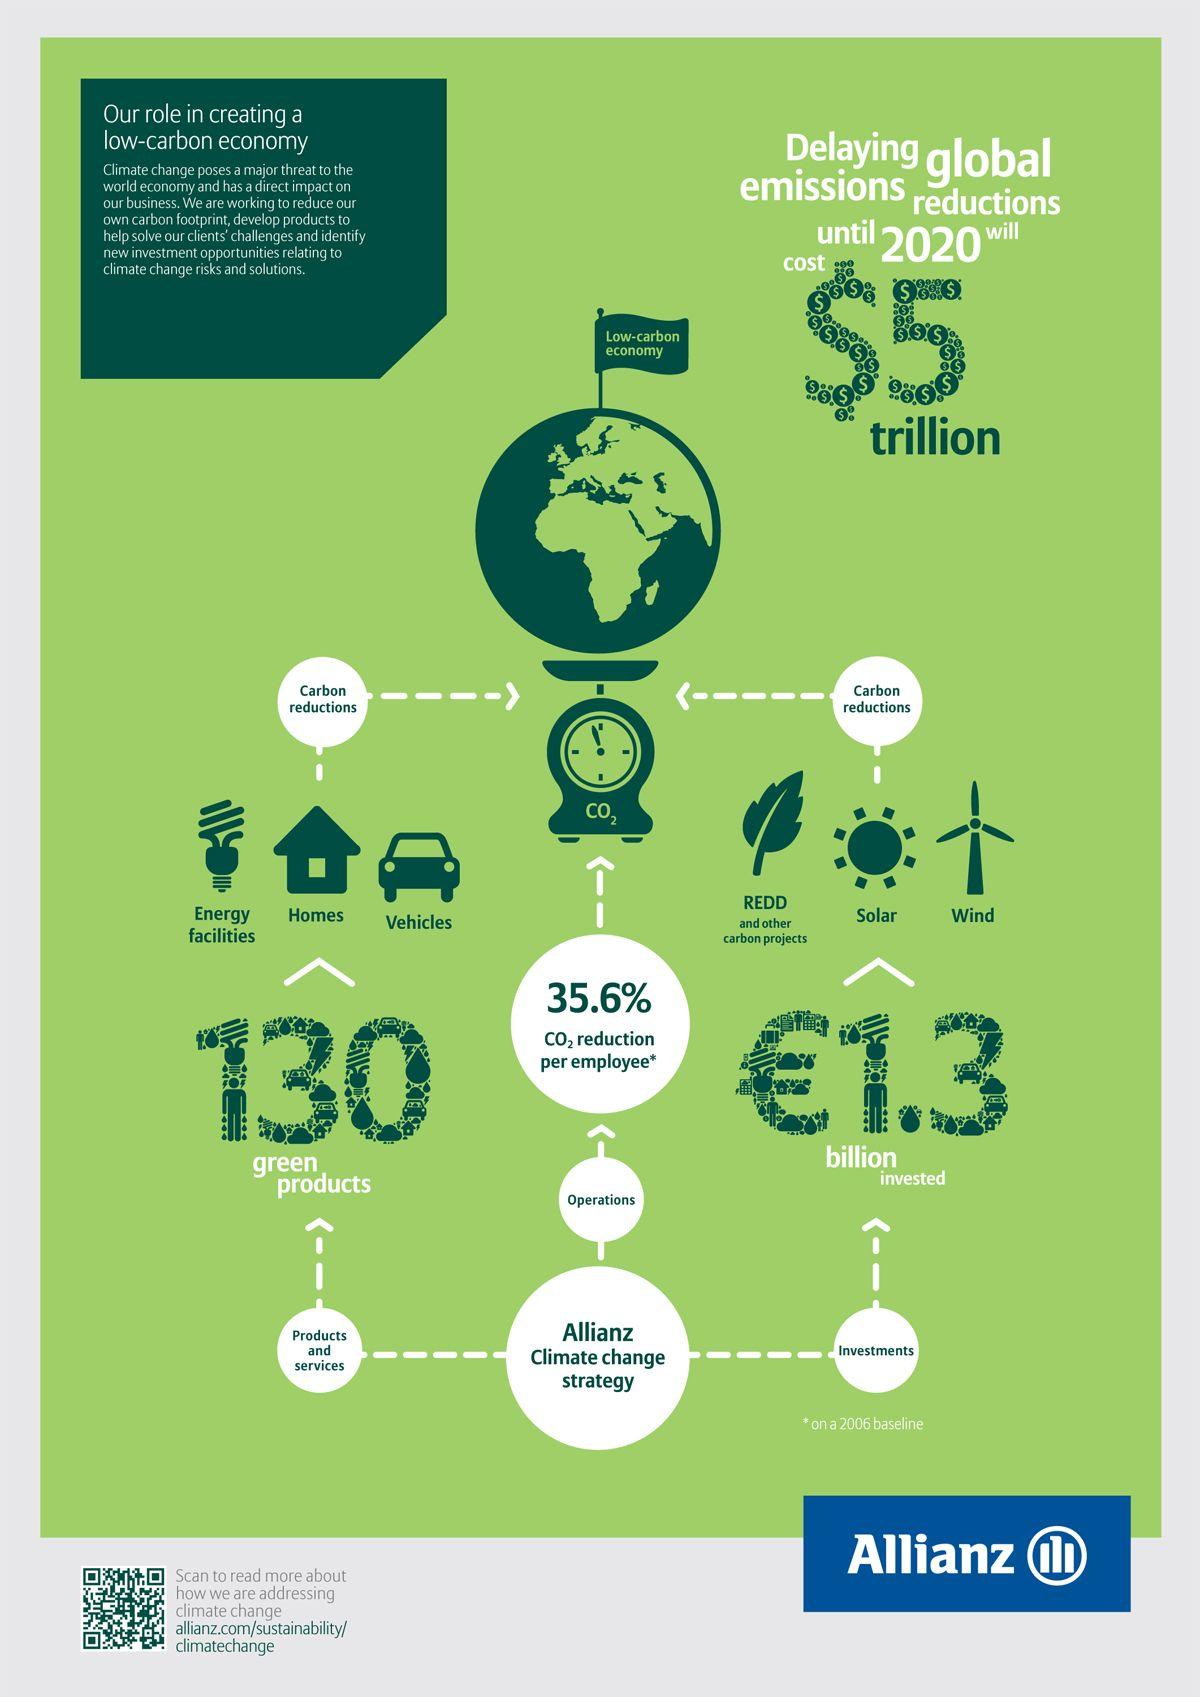 Our role in creating a
low-carbon economy
Climate change poses a major threat to the
world economy and has a direct impact on
our business. We are working to reduce our
own carbon footprint, develop products to
help solve our clients' challenges and identify
new investment opportunities relating to
climate change risks and solutions.
Delaying global
emissions reductions
until 2020 will
cost
$5
trillion
Low-carbon
economy
Carbon
reductions
Carbon
reductions
CO₂
Energy
facilities
Homes
Vehicles
REDD
and other
carbon projects
Solar
Wind
130
green
products
35.6%
CO₂ reduction
per employee*
€1.3
billion
invested
Operations
Products
and
services
Allianz
Climate change
strategy
Investments
* on a 2006 baseline
Allianz
Scan to read more about
how we are addressing
climate change
allianz.com/sustainability/
climatechange